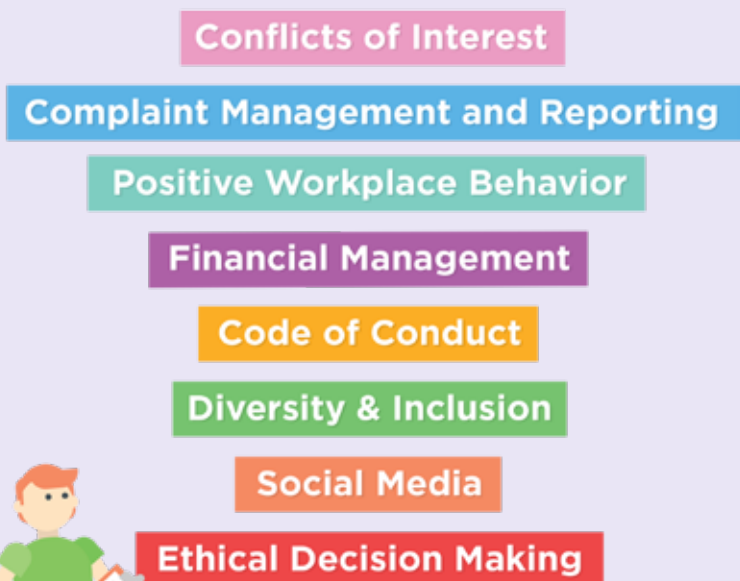 Conflicts of Interest
Complaint Management and Reporting
Positive Workplace Behavior
Financial Management
Code of Conduct
Diversity & Inclusion
Social Media
Ethical Decision Making